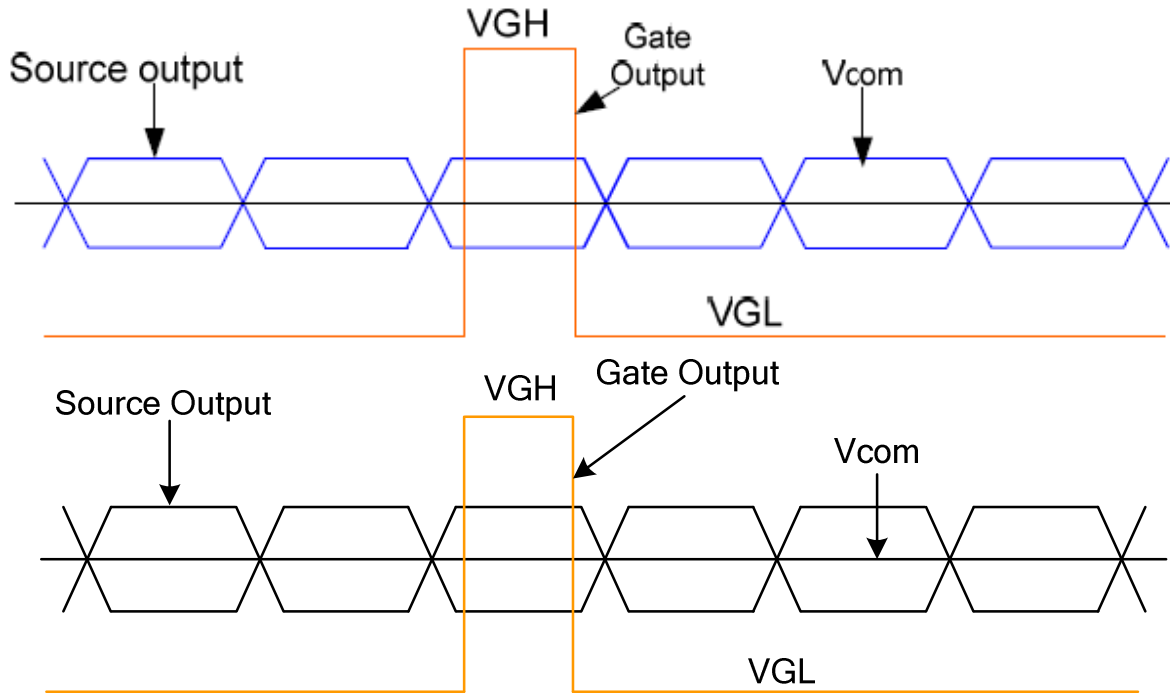 VGH
Source output
Gate
Output
Vcom
VGL
VGH
Gate Output
Source Output
Vcom
VGL